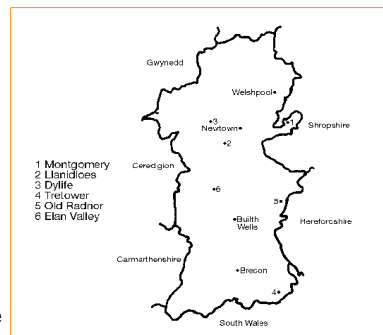 Gwynedd
Welshpool
3
1
Newtown
Shropshire
2
1 Montgomery
2 Llanidloes
3 Dylife
4 Tretower
5 Old Radnor
6 Elan Valley
Ceredigion
6
5
Builth
Wells
Herefordshire
Carmarthenshire
Brecon
4
South Wales
e